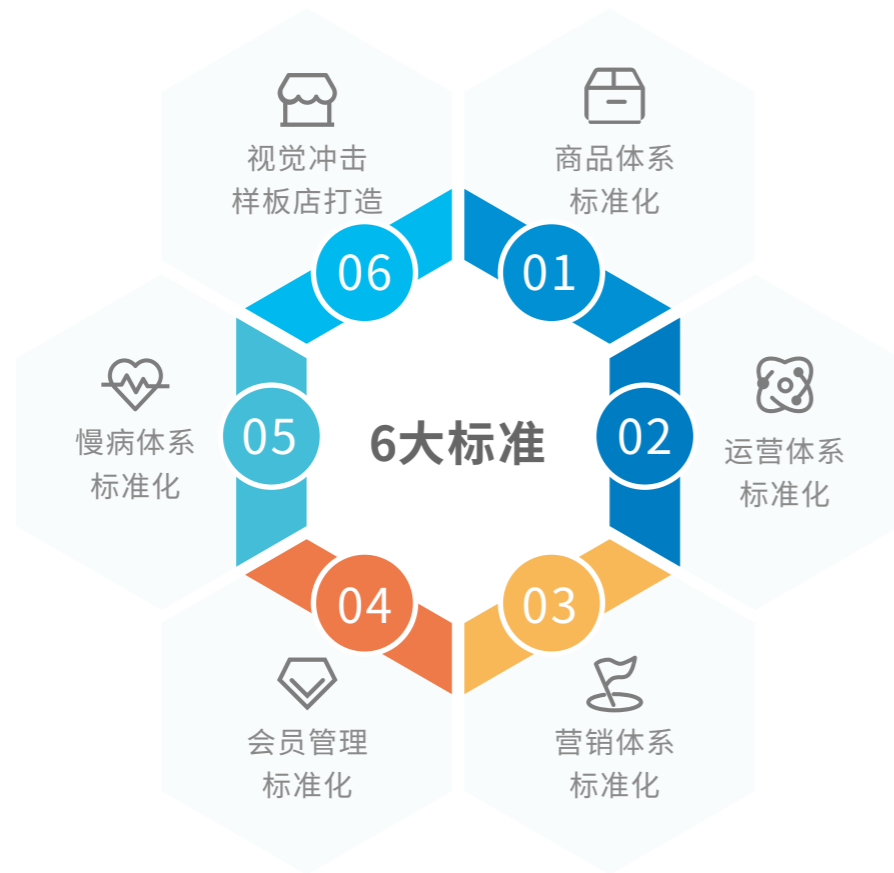 6大标准
01
商品体系
标准化
02
运营体系
标准化
03
营销体系
标准化
04
会员管理
标准化
05
慢病体系
标准化
06
视觉冲击
样板店打造